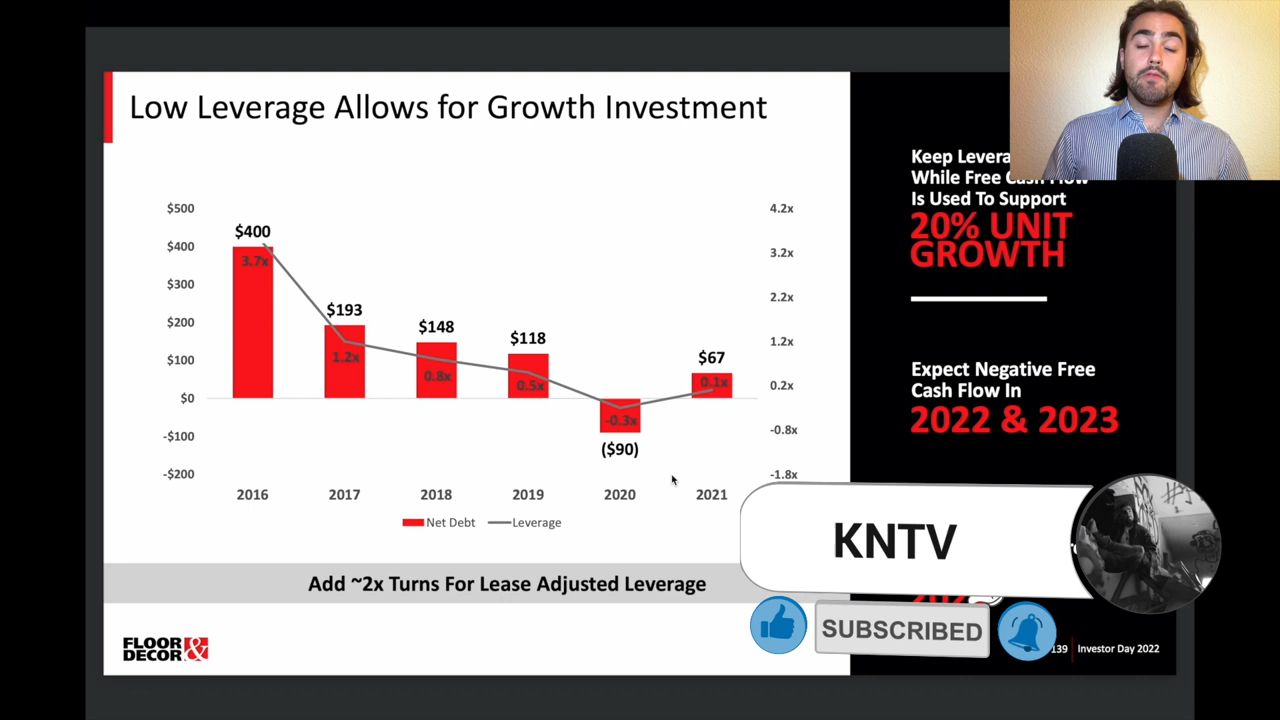 Low Leverage Allows for Growth Investment
$500
$400
$300
$200
$100
$0
-$100
-$200
4.2x
3.2x
2.2x
1.2x
0.2x
-0.8x
-1.8x
$400
3.7x
$193
1.2x
$148
0.8x
$118
0.5x
-0.3x
($90)
$67
0.1x
2016 2017 2018 2019 2020 2021
Net Debt Leverage
Add ~2x Turns For Lease Adjusted Leverage
FLOOR &
DECOR
Keep
While Free Cash Flow
Is Used To Support
20% UNIT
GROWTH
Expect Negative Free
Cash Flow In
2022 & 2023
KNTV
SUBSCRIBED
139 Investor Day 2022